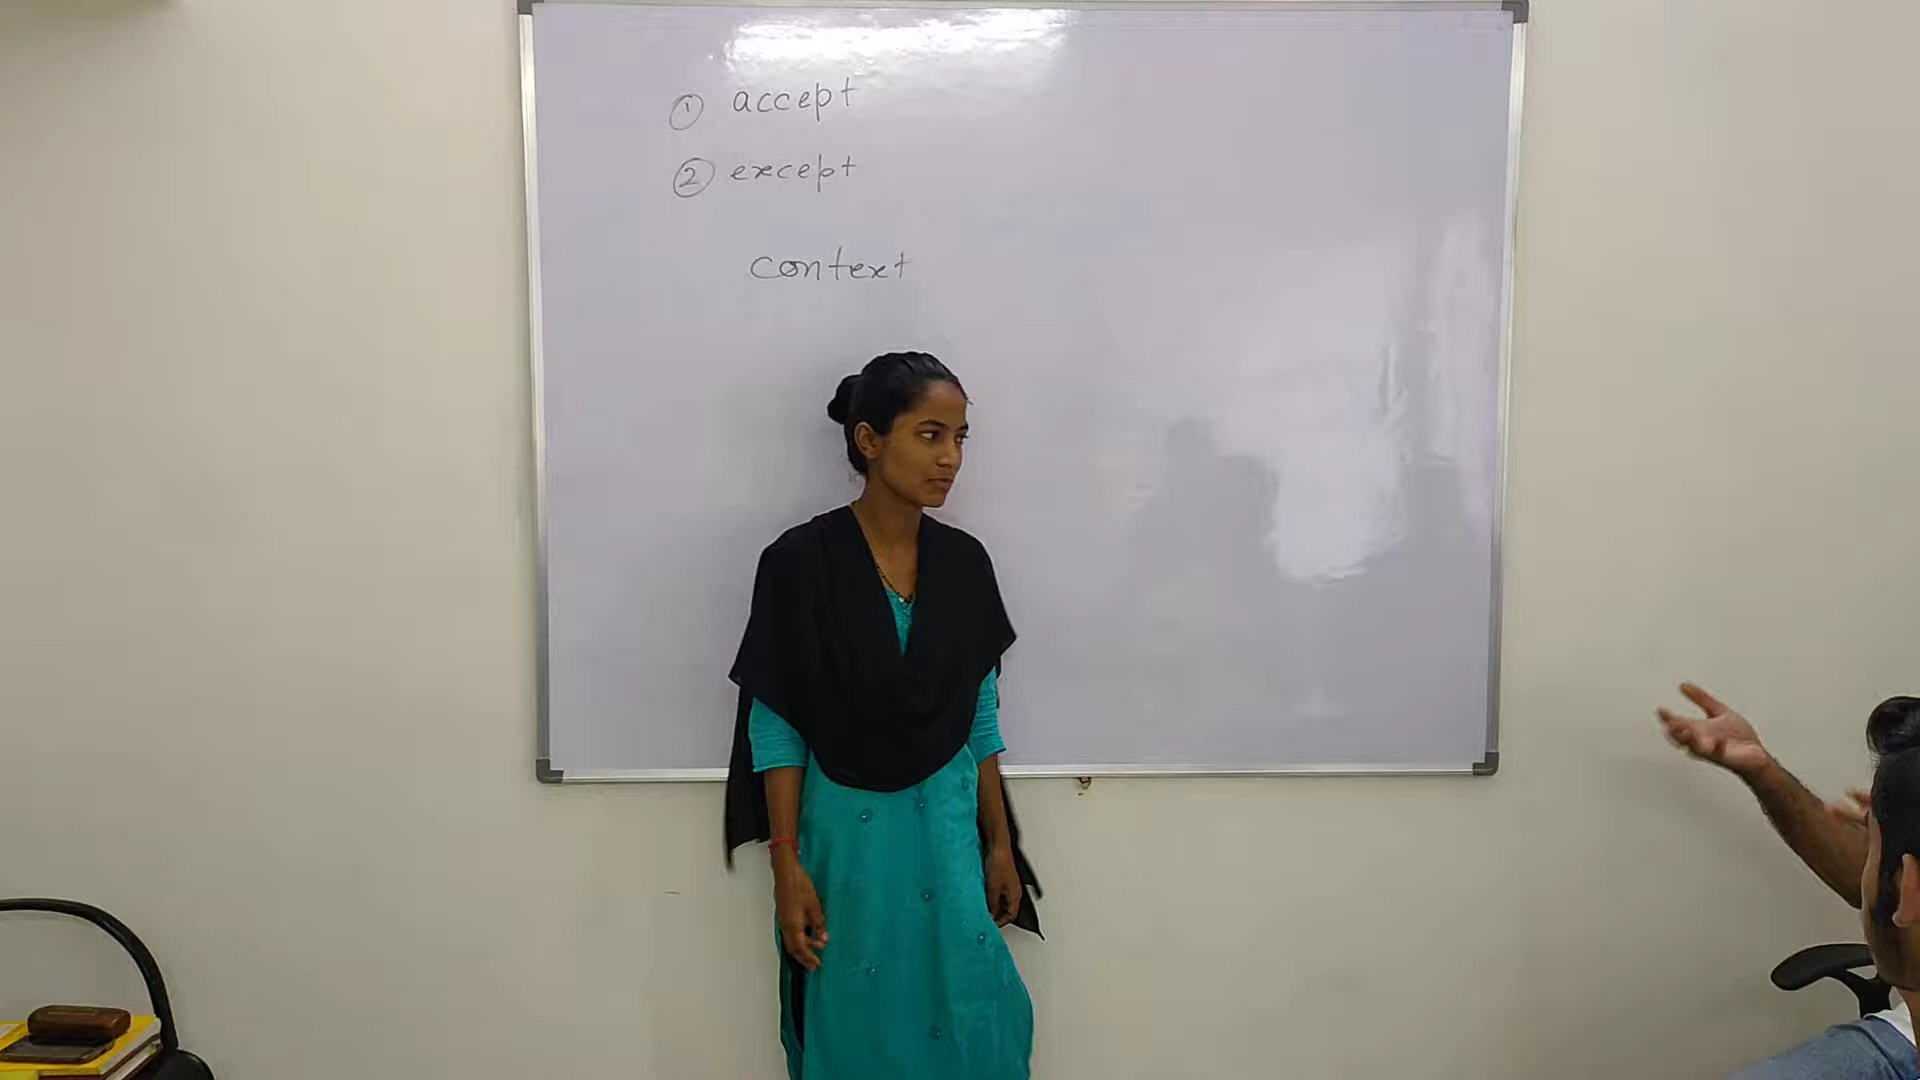 ① accept
② except
context